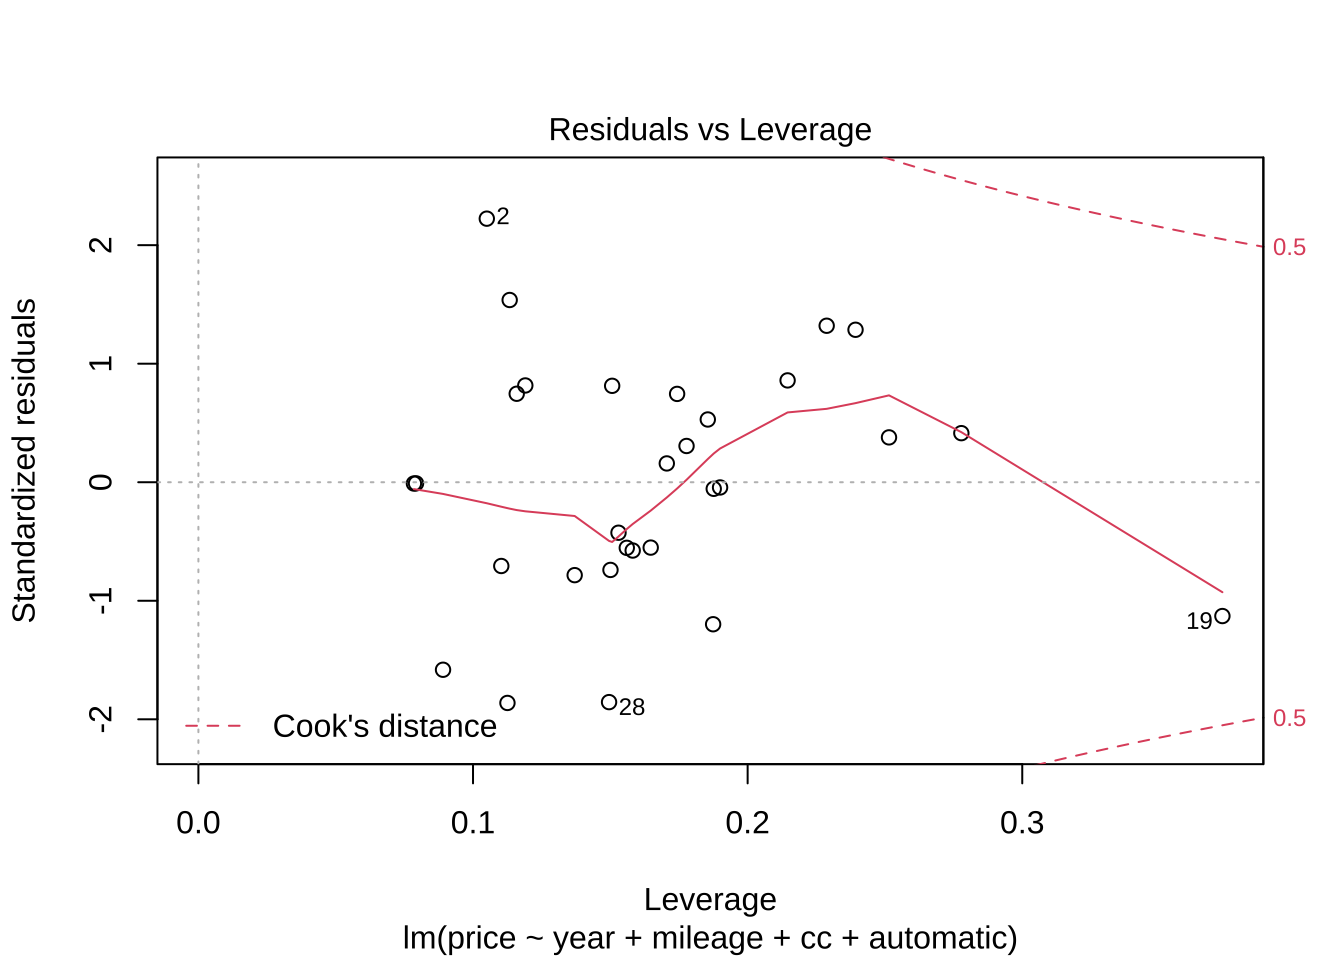 Residuals vs Leverage
Standardized residuals
2
1
0
-1
-2
2
28
19
0.5
0.5
Cook's distance
0.0 0.1 0.2 0.3
Leverage
lm(price ~ year + mileage + cc + automatic)